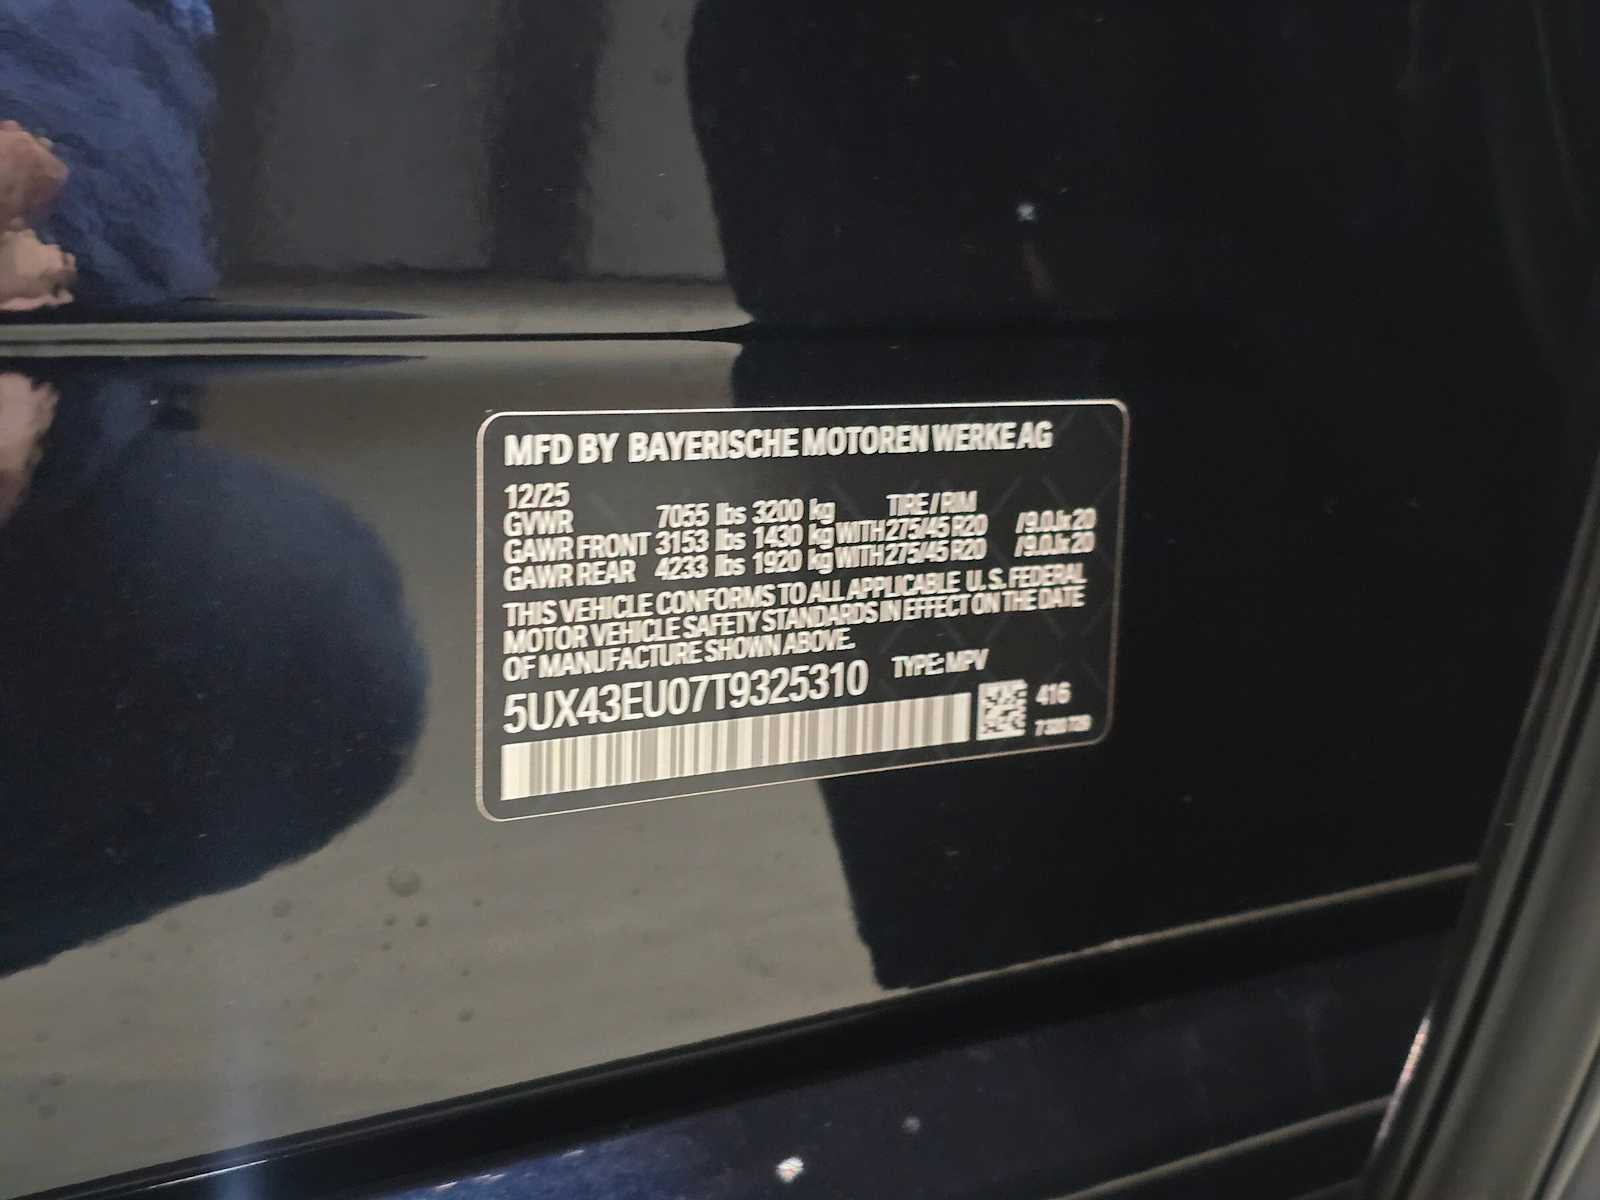 MFD BY BAYERISCHE MOTOREN WERKE AG
12/25
GVWR 7055 lbs 3200 kg TIRE / RIM
GAWR FRONT 3153 lbs 1430 kg WITH 275/45 R20 /9.0Jx20
GAWR REAR 4233 lbs 1920 kg WITH 275/45 R20 /9.0Jx20
THIS VEHICLE CONFORMS TO ALL APPLICABLE U.S. FEDERAL
MOTOR VEHICLE SAFETY STANDARDS IN EFFECT ON THE DATE
OF MANUFACTURE SHOWN ABOVE.
5UX43EU07T9325310 TYPE: MPV
416